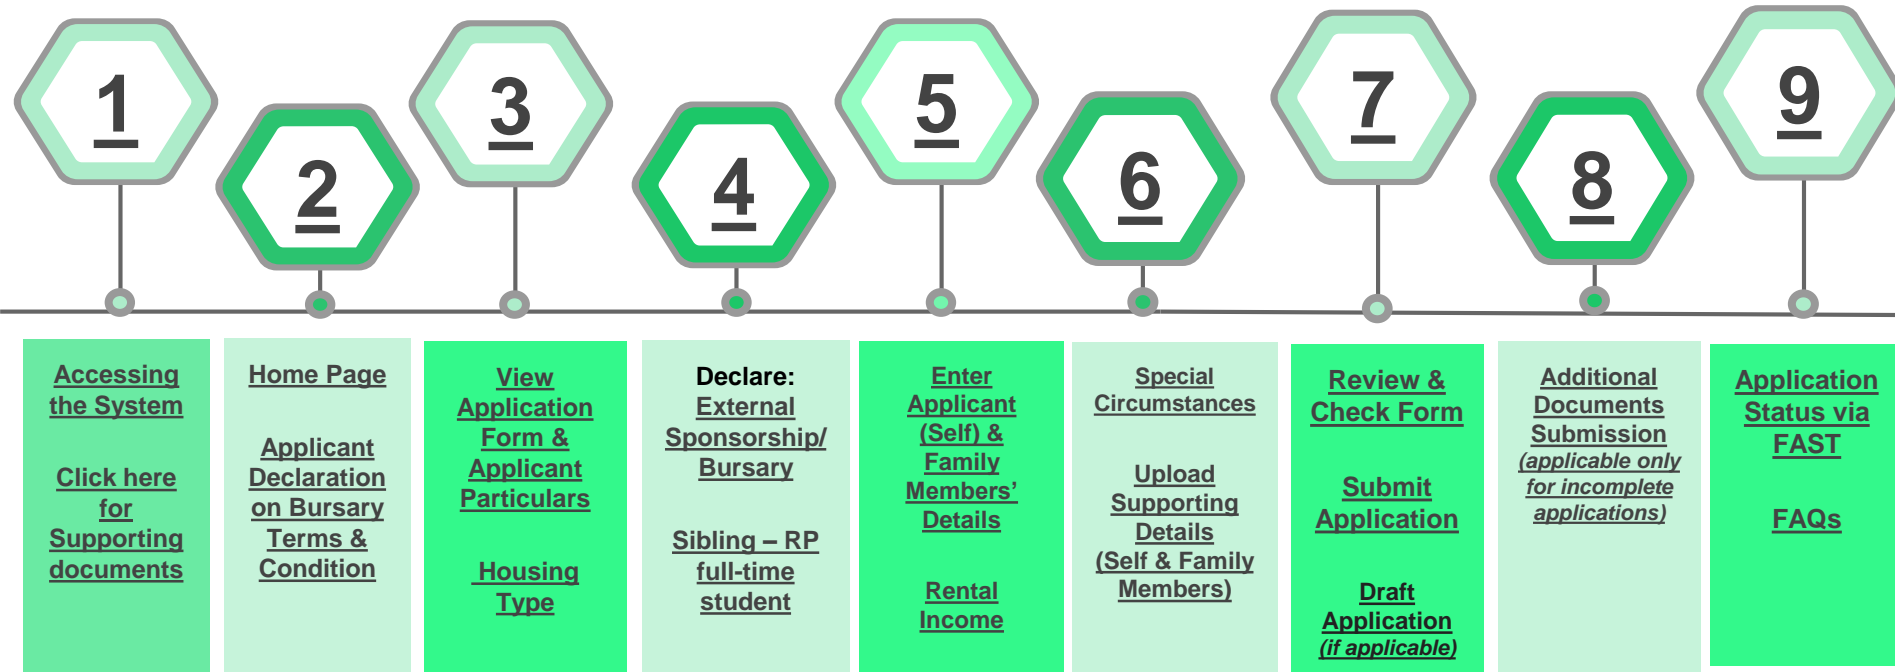 1
2
3
4
5
6
7
8
9
Accessing
the System
Click here
for
Supporting
documents
Home Page
Applicant
Declaration
on Bursary
Terms &
Condition
View
Application
Form &
Applicant
Particulars
Housing
Type
Declare:
External
Sponsorship/
Bursary
Sibling – RP
full-time
student
Enter
Applicant
(Self) &
Family
Members’
Details
Rental
Income
Special
Circumstances
Upload
Supporting
Details
(Self & Family
Members)
Review &
Check Form
Submit
Application
Draft
Application
(if applicable)
Additional
Documents
Submission
(applicable only
for incomplete
applications)
Application
Status via
FAST
FAQs